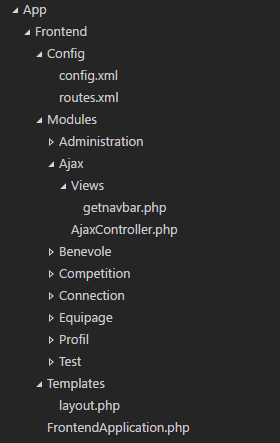 App
Frontend
Config
config.xml
routes.xml
Modules
Administration
Ajax
Views
getnavbar.php
AjaxController.php
Benevole
Competition
Connection
Equipage
Profil
Test
Templates
layout.php
FrontendApplication.php